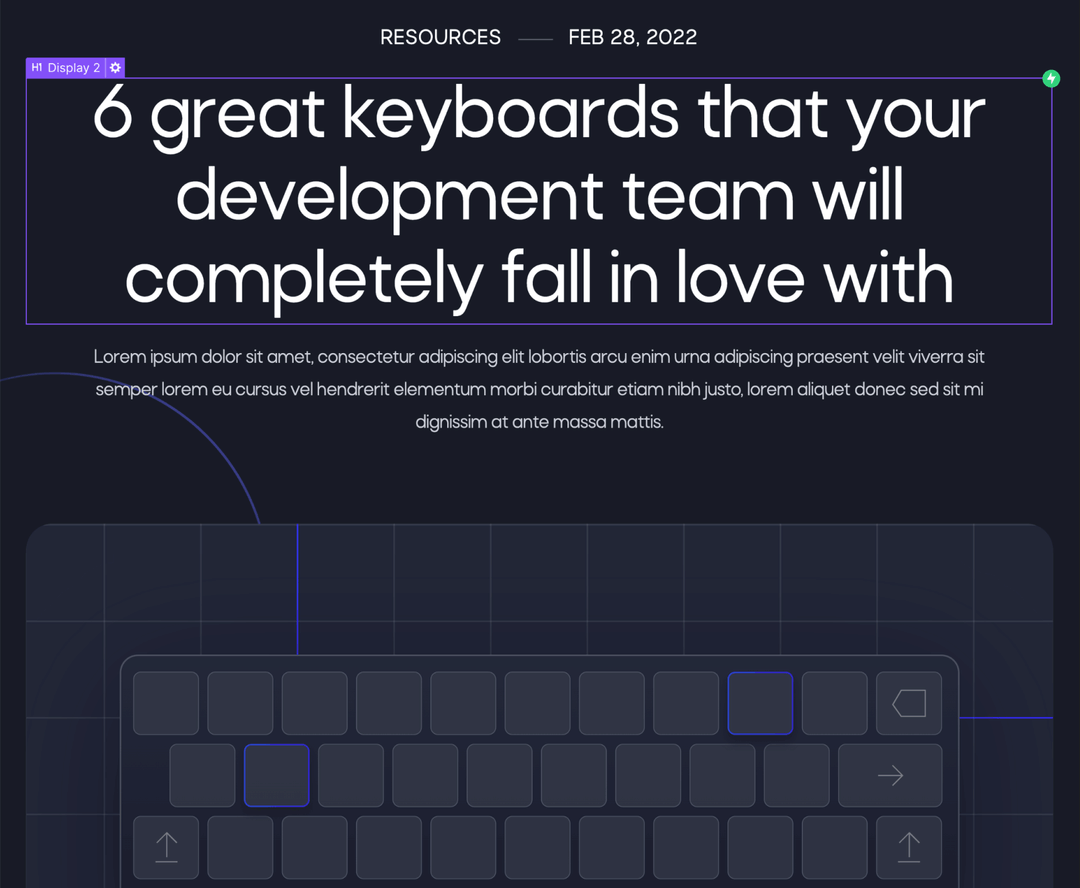 RESOURCES FEB 28, 2022
H1 Display 2
6 great keyboards that your
development team will
completely fall in love with
Lorem ipsum dolor sit amet, consectetur adipiscing elit lobortis arcu enim urna adipiscing praesent velit viverra sit
semper lorem eu cursus vel hendrerit elementum morbi curabitur etiam nibh justo, lorem aliquet donec sed sit mi
dignissim at ante massa mattis.